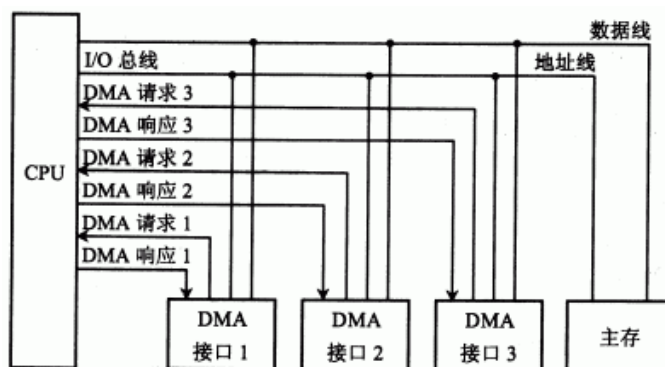 数据线
I/O 总线
地址线
DMA 请求 3
DMA 响应 3
DMA 请求 2
CPU
DMA 响应 2
DMA 请求 1
DMA 响应 1
DMA
接口 1
DMA
接口 2
DMA
接口 3
主存